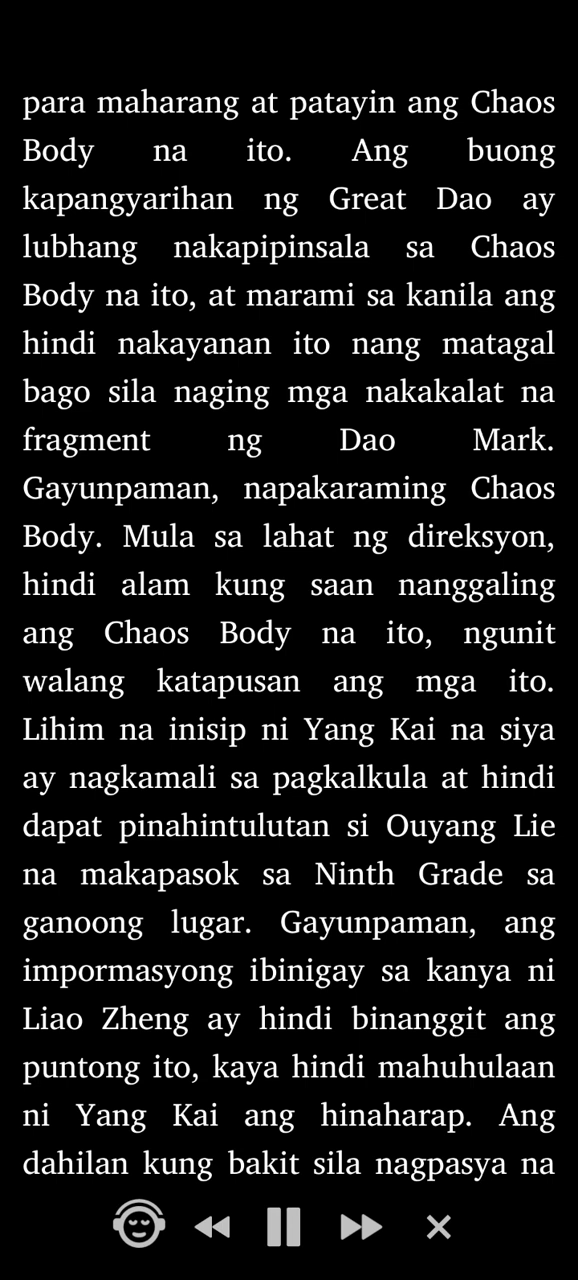 para maharang at patayin ang Chaos
Body na ito. Ang buong
kapangyarihan ng Great Dao ay
lubhang nakapipinsala sa Chaos
Body na ito, at marami sa kanila ang
hindi nakayanan ito nang matagal
bago sila naging mga nakakalat na
fragment ng Dao Mark.
Gayunpaman, napakaraming Chaos
Body. Mula sa lahat ng direksyon,
hindi alam kung saan nanggaling
ang Chaos Body na ito, ngunit
walang katapusan ang mga ito.
Lihim na inisip ni Yang Kai na siya
ay nagkamali sa pagkalkula at hindi
dapat pinahintulutan si Ouyang Lie
na makapasok sa Ninth Grade sa
ganoong lugar. Gayunpaman, ang
impormasyong ibinigay sa kanya ni
Liao Zheng ay hindi binanggit ang
puntong ito, kaya hindi mahuhulaan
ni Yang Kai ang hinaharap. Ang
dahilan kung bakit sila nagpasya na